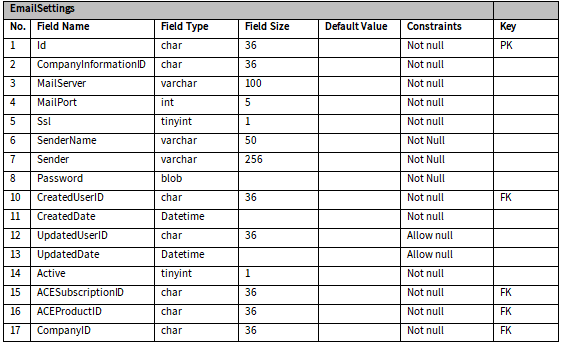 EmailSettings
No. Field Name Field Type Field Size Default Value Constraints Key
1 Id char 36 Not null PK
2 CompanyInformationID char 36 Not null
3 MailServer varchar 100 Not null
4 MailPort int 5 Not null
5 Ssl tinyint 1 Not null
6 SenderName varchar 50 Not Null
7 Sender varchar 256 Not Null
8 Password blob Not Null
10 CreatedUserID char 36 Not null FK
11 CreatedDate Datetime Not null
12 UpdatedUserID char 36 Allow null
13 UpdatedDate Datetime Allow null
14 Active tinyint 1 Not null
15 ACESubscriptionID char 36 Not null FK
16 ACEProductID char 36 Not null FK
17 CompanyID char 36 Not null FK